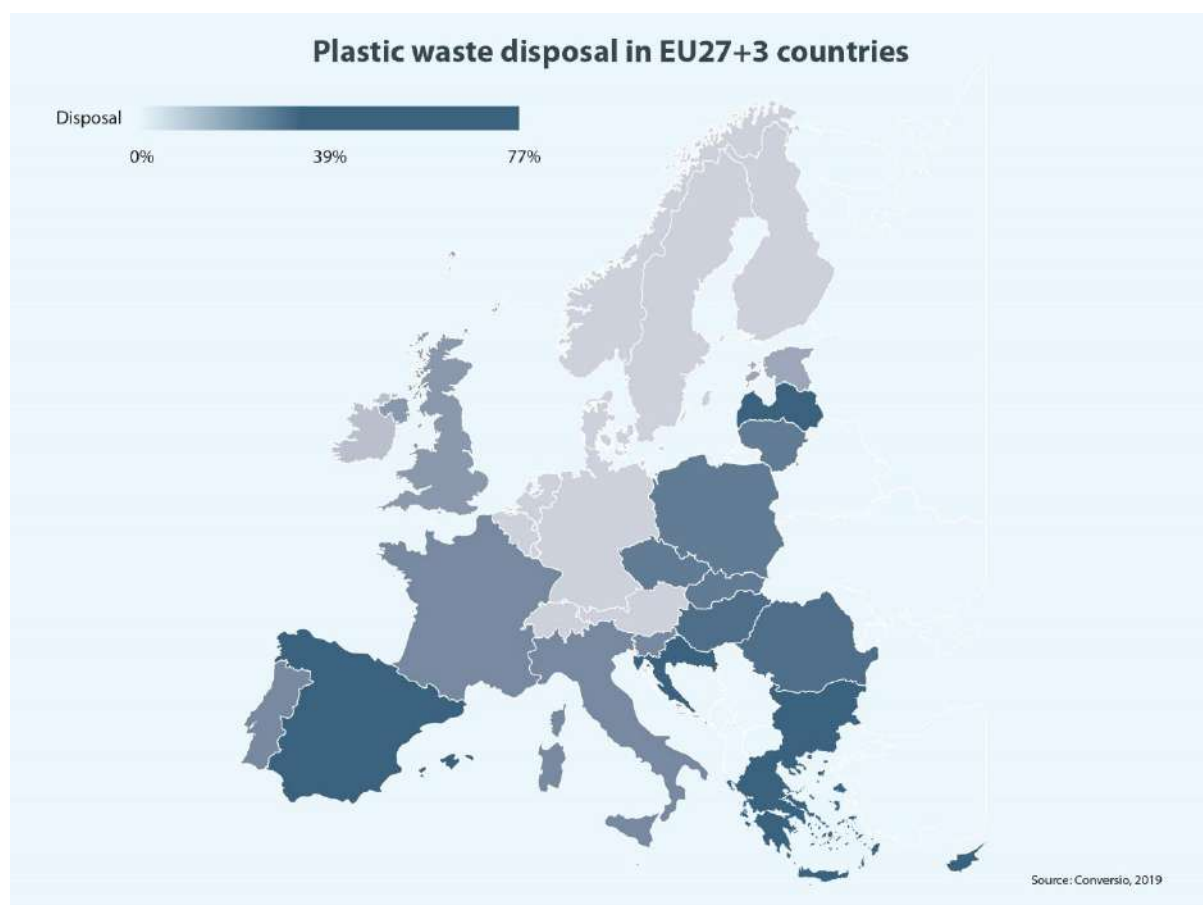 Plastic waste disposal in EU27+3 countries
Disposal
0% 39% 77%
Source: Conversio, 2019